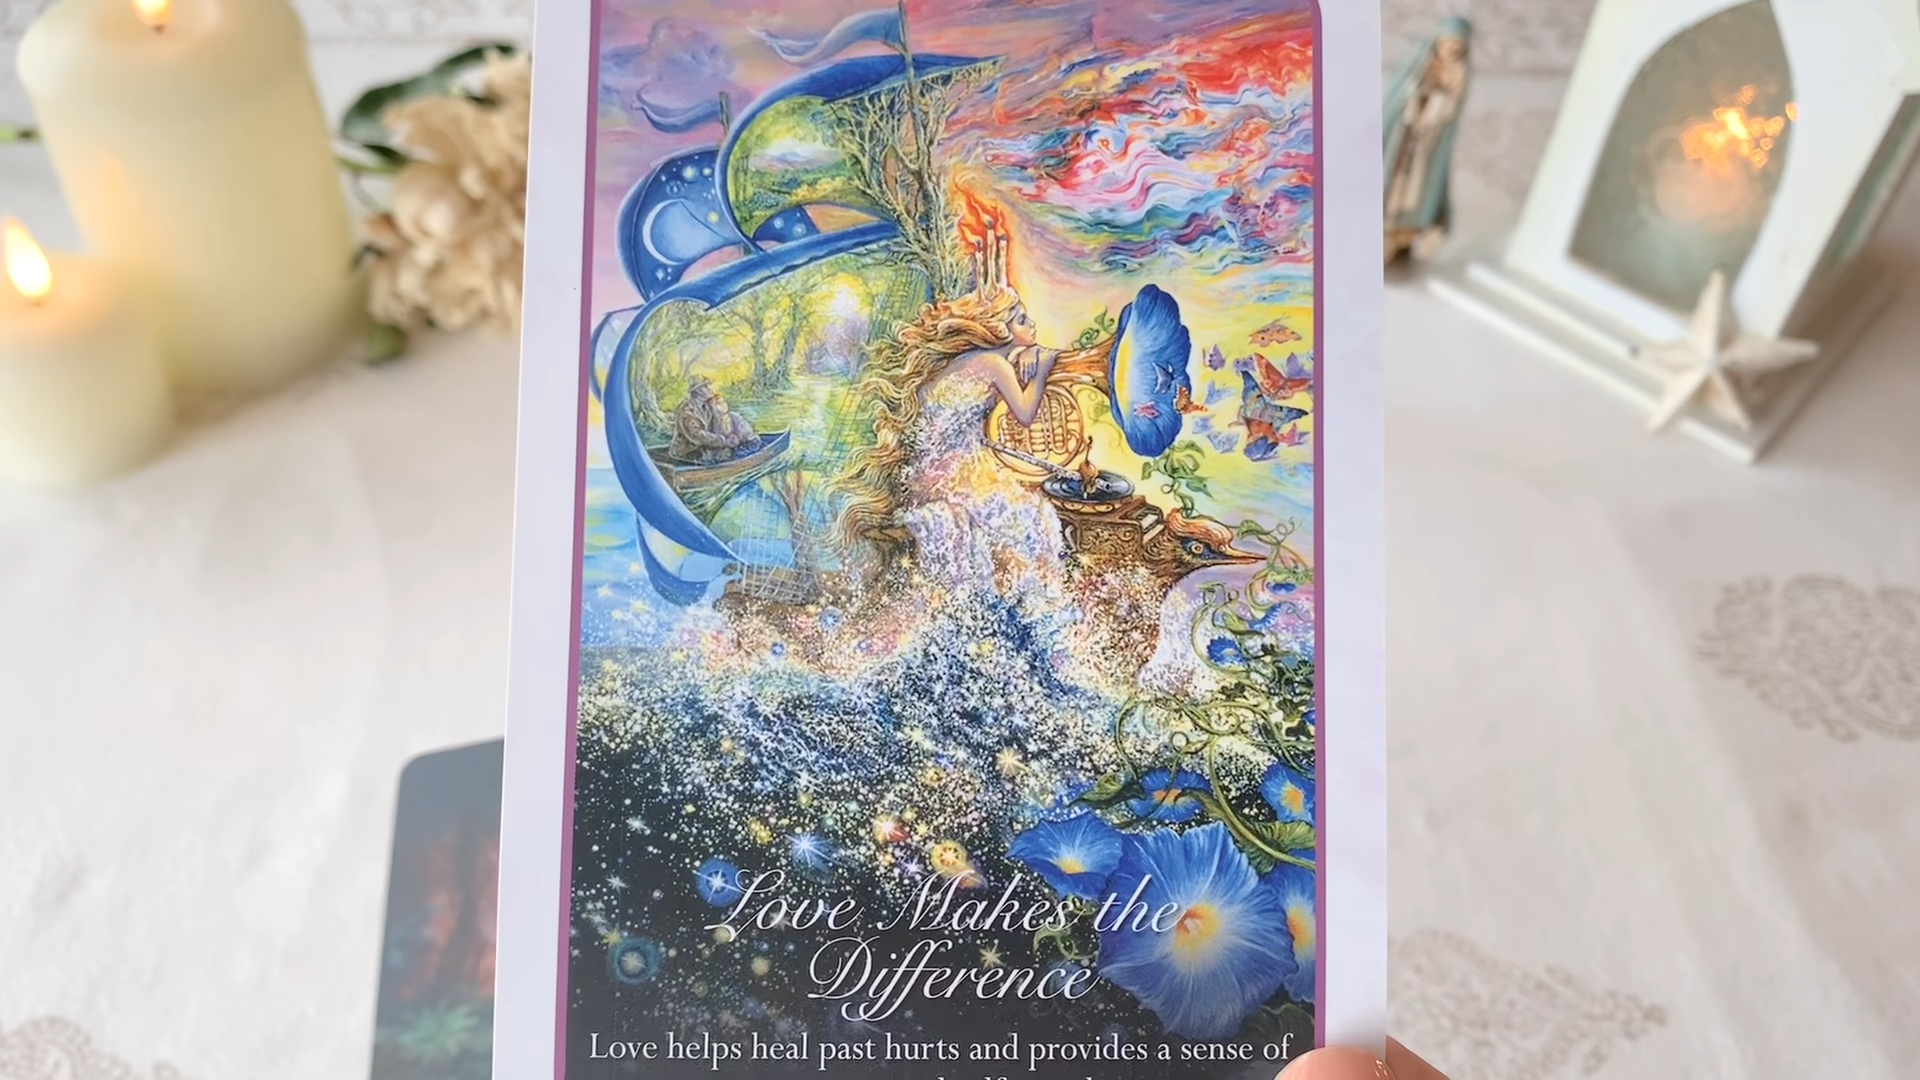 Love Makes the
Difference
Love helps heal past hurts and provides a sense of